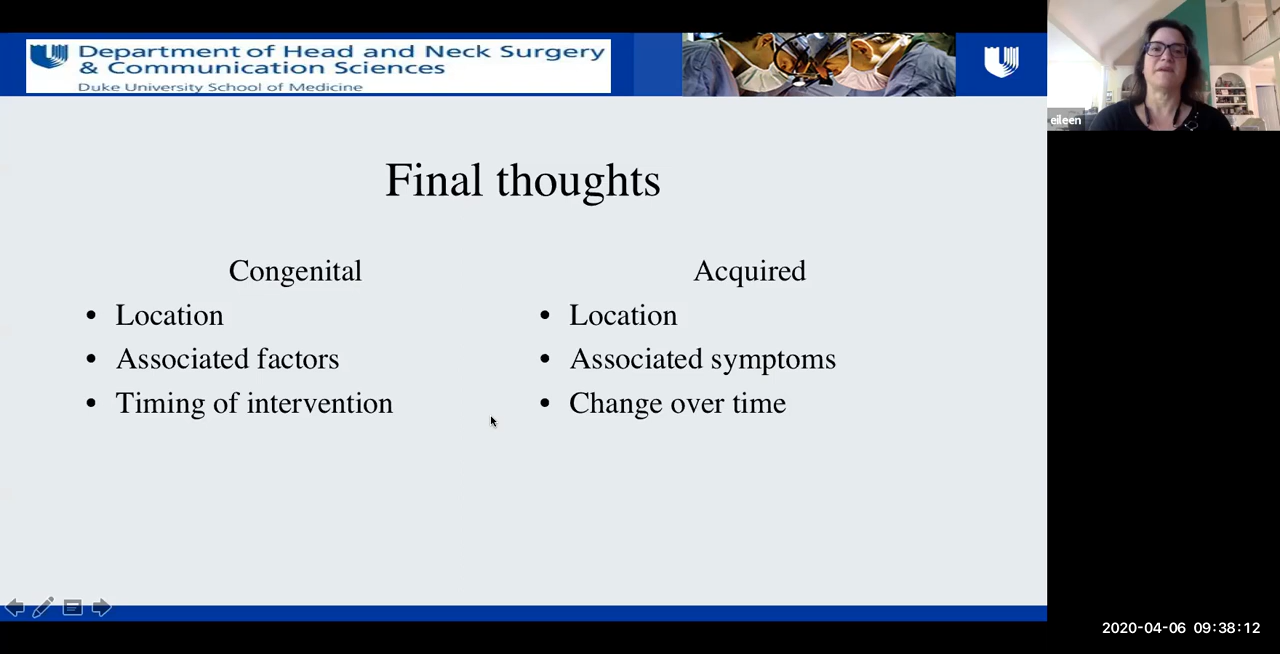 Department of Head and Neck Surgery
& Communication Sciences
Duke University School of Medicine
eileen
Final thoughts
Congenital
• Location
• Associated factors
• Timing of intervention
Acquired
• Location
• Associated symptoms
• Change over time
2020-04-06 09:38:12